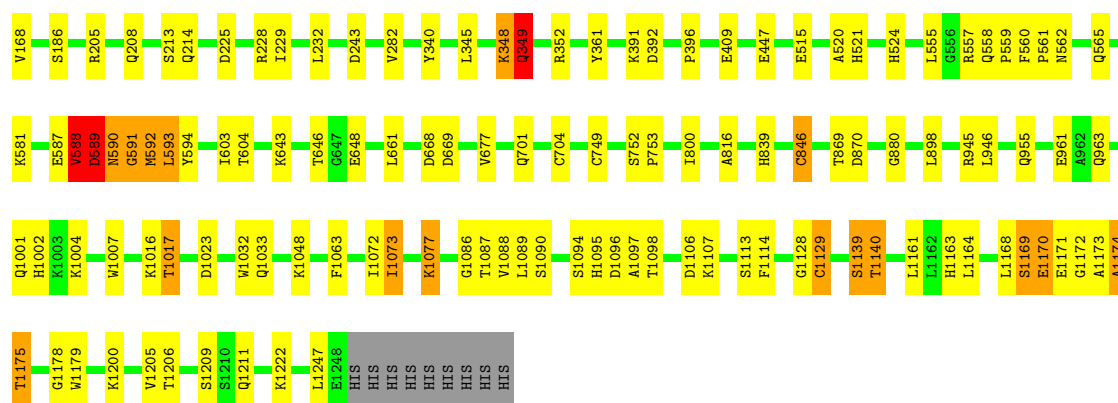 V168 S186 R205 Q208 S213 Q214 D225 R228 I229 L232 D243 V282 Y340 L345 K348 Q349 R352 Y361 K391 D392 P396 E409 E447 E515 A520 H521 H524 L555 G556 R557 Q558 P559 F560 P561 N562 Q565
K581 E587 V588 D589 N590 G591 M592 L593 Y594 I603 T604 K643 T646 G647 E648 L661 D668 D669 V677 Q701 C704 C749 S752 P753 I800 A816 H839 C846 T869 D870 G880 L898 R945 L946 Q955 E961 A962 Q963
Q1001 H1002 K1003 K1004 W1007 K1016 T1017 D1023 W1032 Q1033 K1048 F1063 I1072 I1073 K1077 G1086 T1087 V1088 L1089 S1090 S1094 H1095 D1096 A1097 T1098 D1106 K1107 S1113 F1114 G1128 C1129 S1139 T1140 L1161 L1162 H1163 L1164 L1168 S1169 E1170 E1171 G1172 A1173 A1174
T1175 G1178 W1179 K1200 V1205 T1206 S1209 S1210 Q1211 K1222 L1247 E1248 HIS HIS HIS HIS HIS HIS HIS HIS